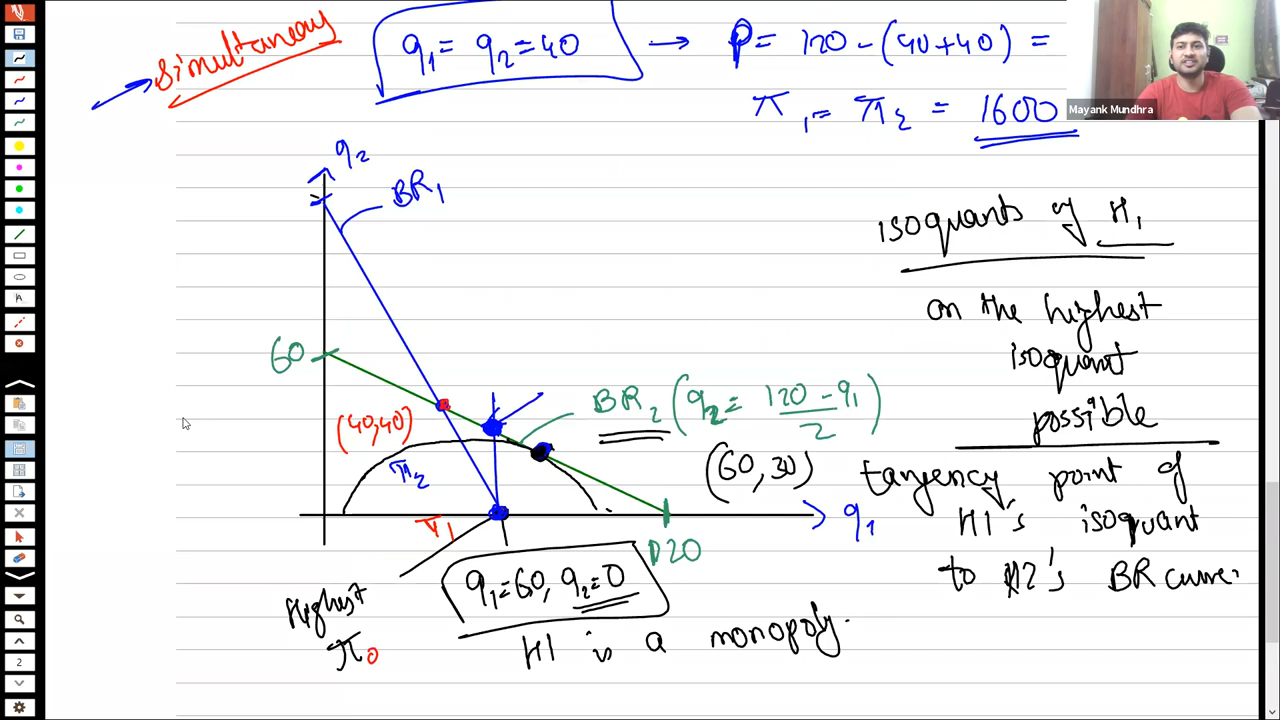 simultaneous
q1 = q2 = 40 → P = 120 - (40+40) =
π1 = π2 = 1600
Mayank Mundhra
q2
BR1
isoquants of H1
on the highest
isoquant
possible
60
BR2 (q2 = 120 - q1 / 2)
(40,40)
(60,30)
tangency point of
H1's isoquant
to H2's BR curve.
π2
π1
q1
120
q1=60, q2=0
Highest
π0
H1 is a monopoly.
2